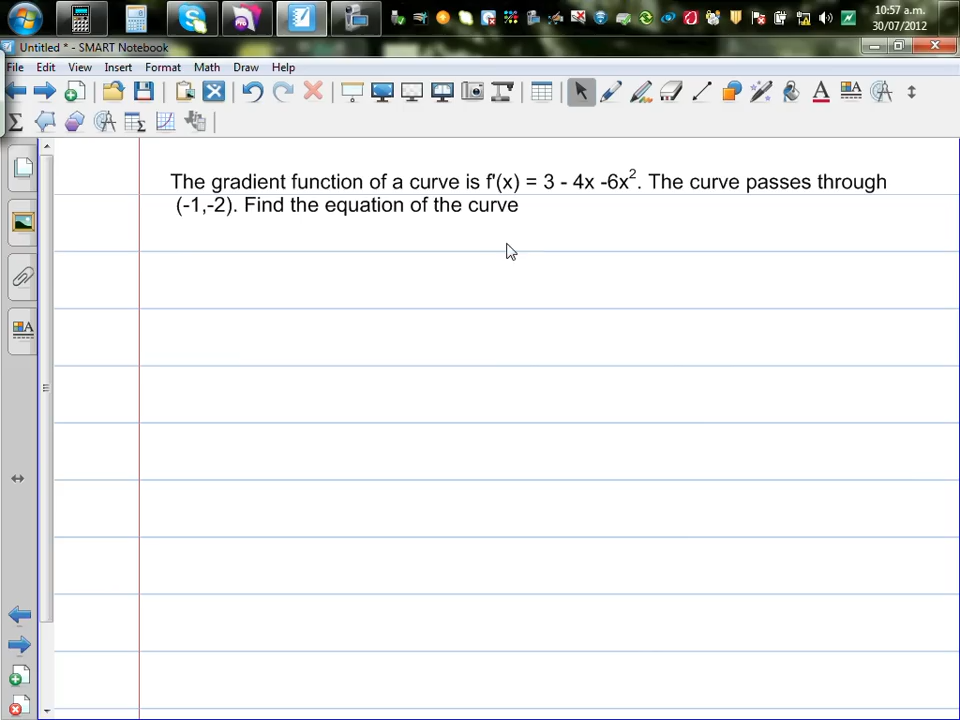 10:57 a.m.
30/07/2012
Untitled * - SMART Notebook
File Edit View Insert Format Math Draw Help
The gradient function of a curve is f'(x) = 3 - 4x -6x². The curve passes through
(-1,-2). Find the equation of the curve